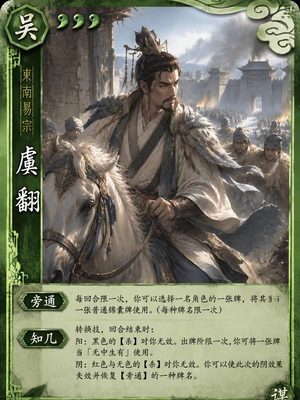 吴
東南易宗
虞翻
旁通
每回合限一次，你可以选择一名角色的一张牌，将其当
一张普通锦囊牌使用。（每种牌名限一次）
知几
转换技，回合结束时：
阳：黑色的【杀】对你无效。出牌阶段限一次，你可将一张牌
当「无中生有」使用。
阴：红色与无色的【杀】对你无效。你可以使此次的阴效果
失效并恢复【旁通】的一种牌名。
谋